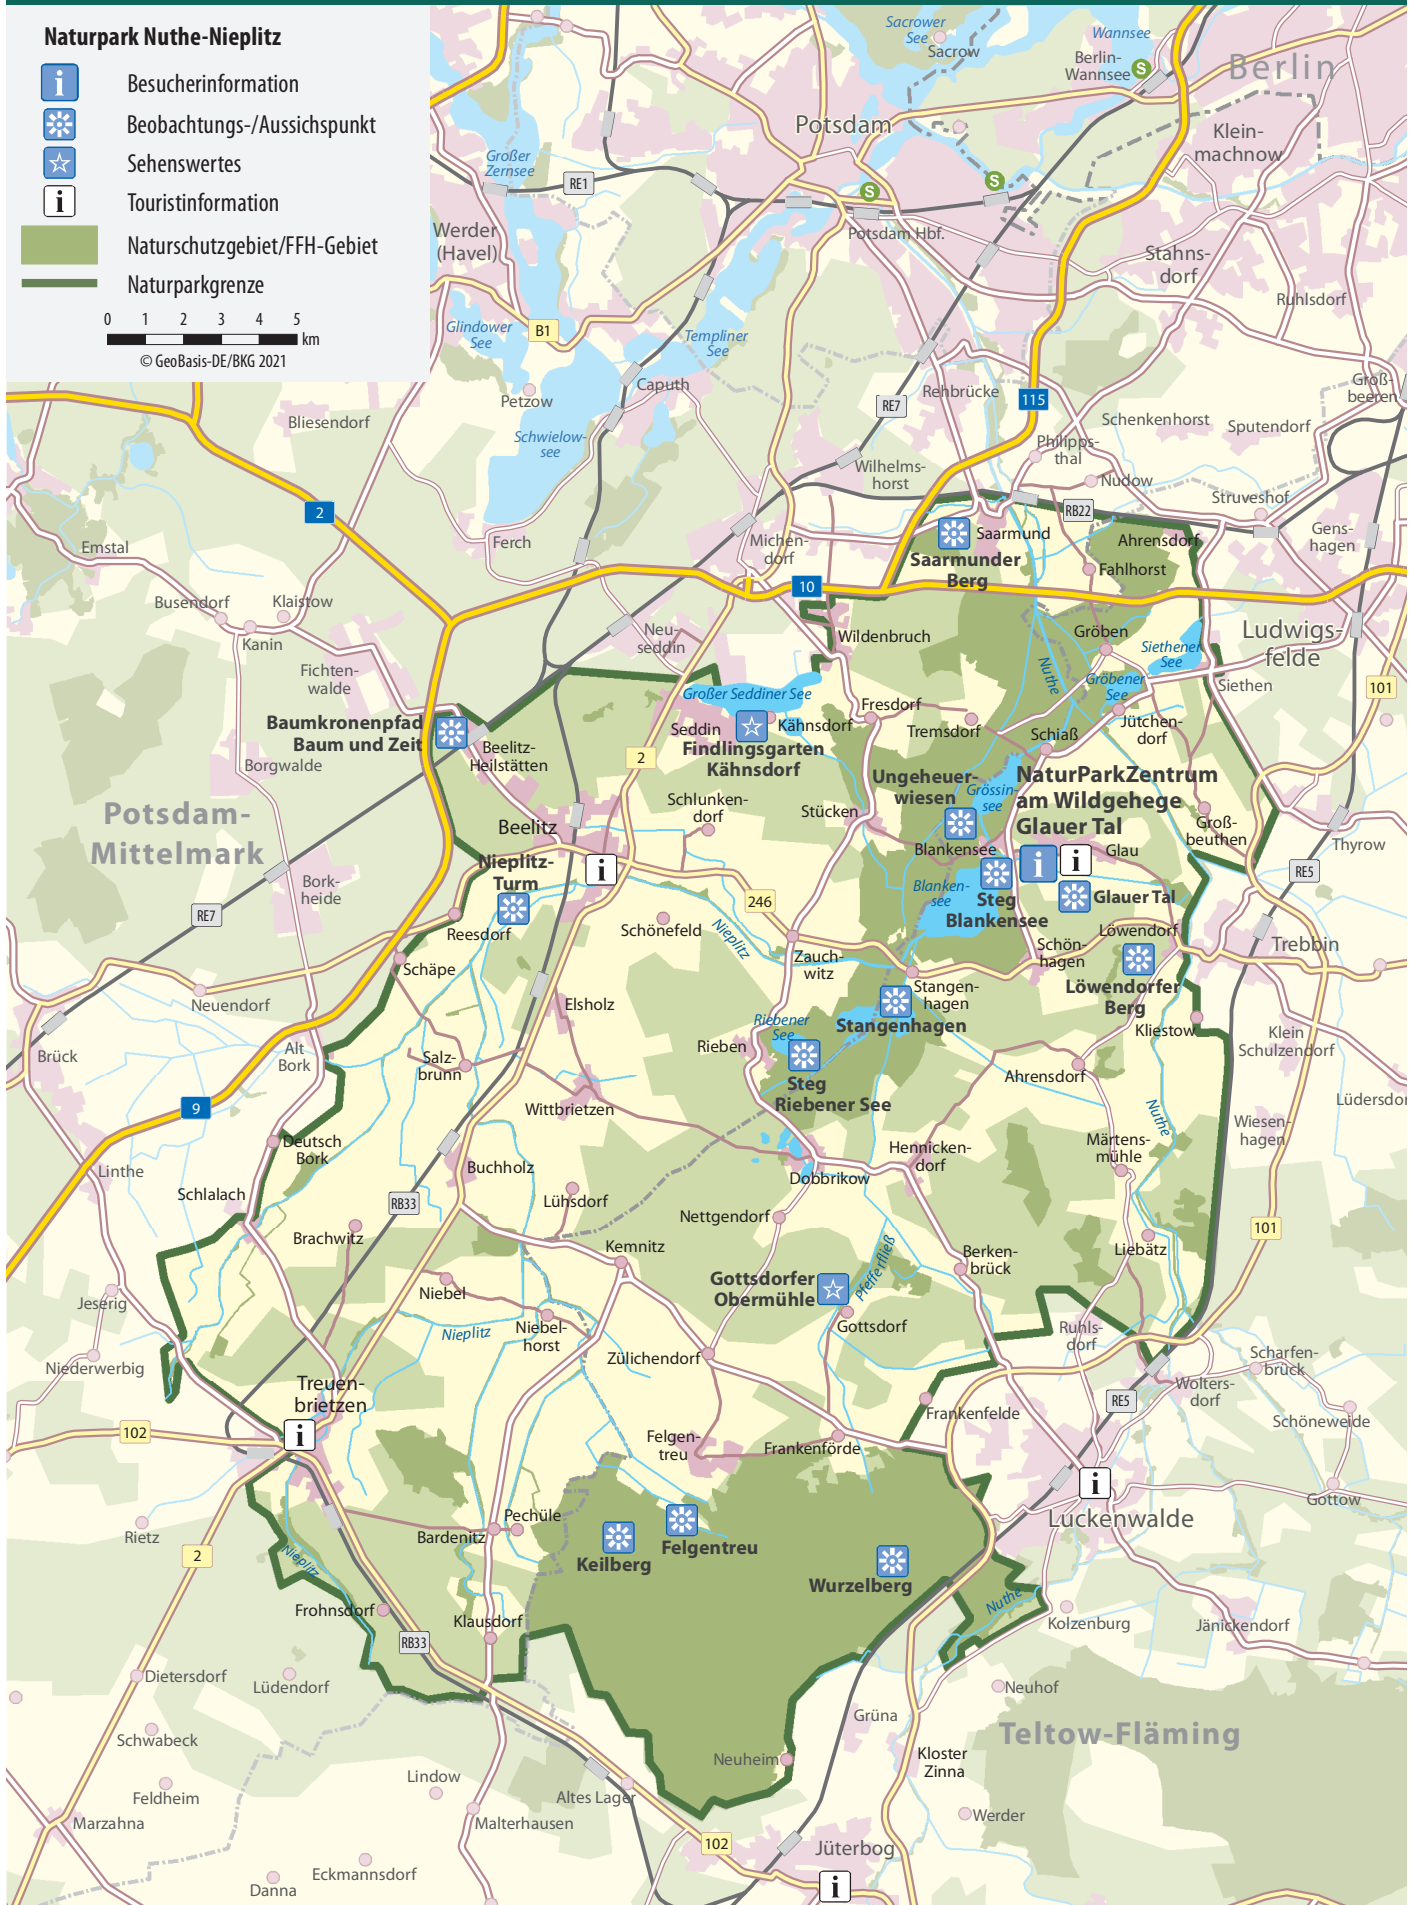 Naturpark Nuthe-Nieplitz
i
Besucherinformation
Beobachtungs-/Aussichspunkt
Sehenswertes
i
Touristinformation
Naturschutzgebiet/FFH-Gebiet
Naturparkgrenze
0 1 2 3 4 5
km
© GeoBasis-DE/BKG 2021
Sacrower
See
Sacrow
Wannsee
Berlin-
Wannsee
S
Berlin
Potsdam
Klein-
machnow
Großer
Zernsee
RE1
S
S
Werder
(Havel)
Potsdam Hbf.
Stahns-
dorf
Ruhlsdorf
Glindower
See
B1
Templiner
See
Caputh
Petzow
Rehbrücke
RE7
115
Groß-
beeren
Bliesendorf
Schwielow-
see
Schenkenhorst
Sputendorf
Philipps-
thal
Wilhelms-
horst
Nudow
Struveshof
2
RB22
Emstal
Ferch
Michen-
dorf
Saarmund
Saarmunder
Berg
Ahrensdorf
Gens-
hagen
Fahlhorst
10
Busendorf
Klaistow
Kanin
Neu-
seddin
Wildenbruch
Gröben
Siethener
See
Ludwigs-
felde
Fichten-
walde
Nuthe
Gröbener
See
Siethen
101
Großer Seddiner See
Baumkronenpfad
Baum und Zeit
Seddin
Kähnsdorf
Fresdorf
Tremsdorf
Jütchen-
dorf
Schiaß
Findlingsgarten
Kähnsdorf
Beelitz-
Heilstätten
Borgwalde
2
Ungeheuer-
wiesen
Grössin-
see
NaturParkZentrum
am Wildgehege
Glauer Tal
Potsdam-
Mittelmark
Schlunken-
dorf
Stücken
Groß-
beuthen
Beelitz
Thyrow
Blankensee
Glau
i
i
Nieplitz-
Turm
i
RE5
Bork-
heide
Blanken-
see
Steg
Blankensee
Glauer Tal
246
RE7
Reesdorf
Schönefeld
Nieplitz
Löwendorf
Schön-
hagen
Trebbin
Schäpe
Zauch-
witz
Löwendorfer
Berg
Neuendorf
Elsholz
Stangen-
hagen
Stangenhagen
Riebener
See
Kliestow
Klein
Schulzendorf
Brück
Alt
Bork
Rieben
Salz-
brunn
Steg
Riebener See
Ahrensdorf
9
Wittbrietzen
Nuthe
Lüdersdor
Wiesen-
hagen
Deutsch
Bork
Linthe
Buchholz
Hennicken-
dorf
Märtens-
mühle
Dobbrikow
Schlalach
RB33
Lühsdorf
Nettgendorf
Brachwitz
101
Kemnitz
Liebätz
Berken-
brück
Jeserig
Niebel
Gottsdorfer
Obermühle
Pfefferfließ
Nieplitz
Niebel-
horst
Gottsdorf
Ruhls-
dorf
Niederwerbig
Zülichendorf
Scharfen-
brück
Treuen-
brietzen
Wolters-
dorf
RE5
102
i
Frankenfelde
Schöneweide
Felgen-
treu
Frankenförde
i
Gottow
Luckenwalde
Rietz
Pechüle
Bardenitz
Keilberg
Felgentreu
2
Nieplitz
Wurzelberg
Nuthe
Frohnsdorf
Klausdorf
Kolzenburg
Jänickendorf
RB33
Dietersdorf
Lüdendorf
Neuhof
Grüna
Schwabeck
Teltow-Fläming
Neuheim
Kloster
Zinna
Lindow
Feldheim
Altes Lager
Werder
Marzahna
Malterhausen
102
Jüterbog
Eckmannsdorf
Danna
i